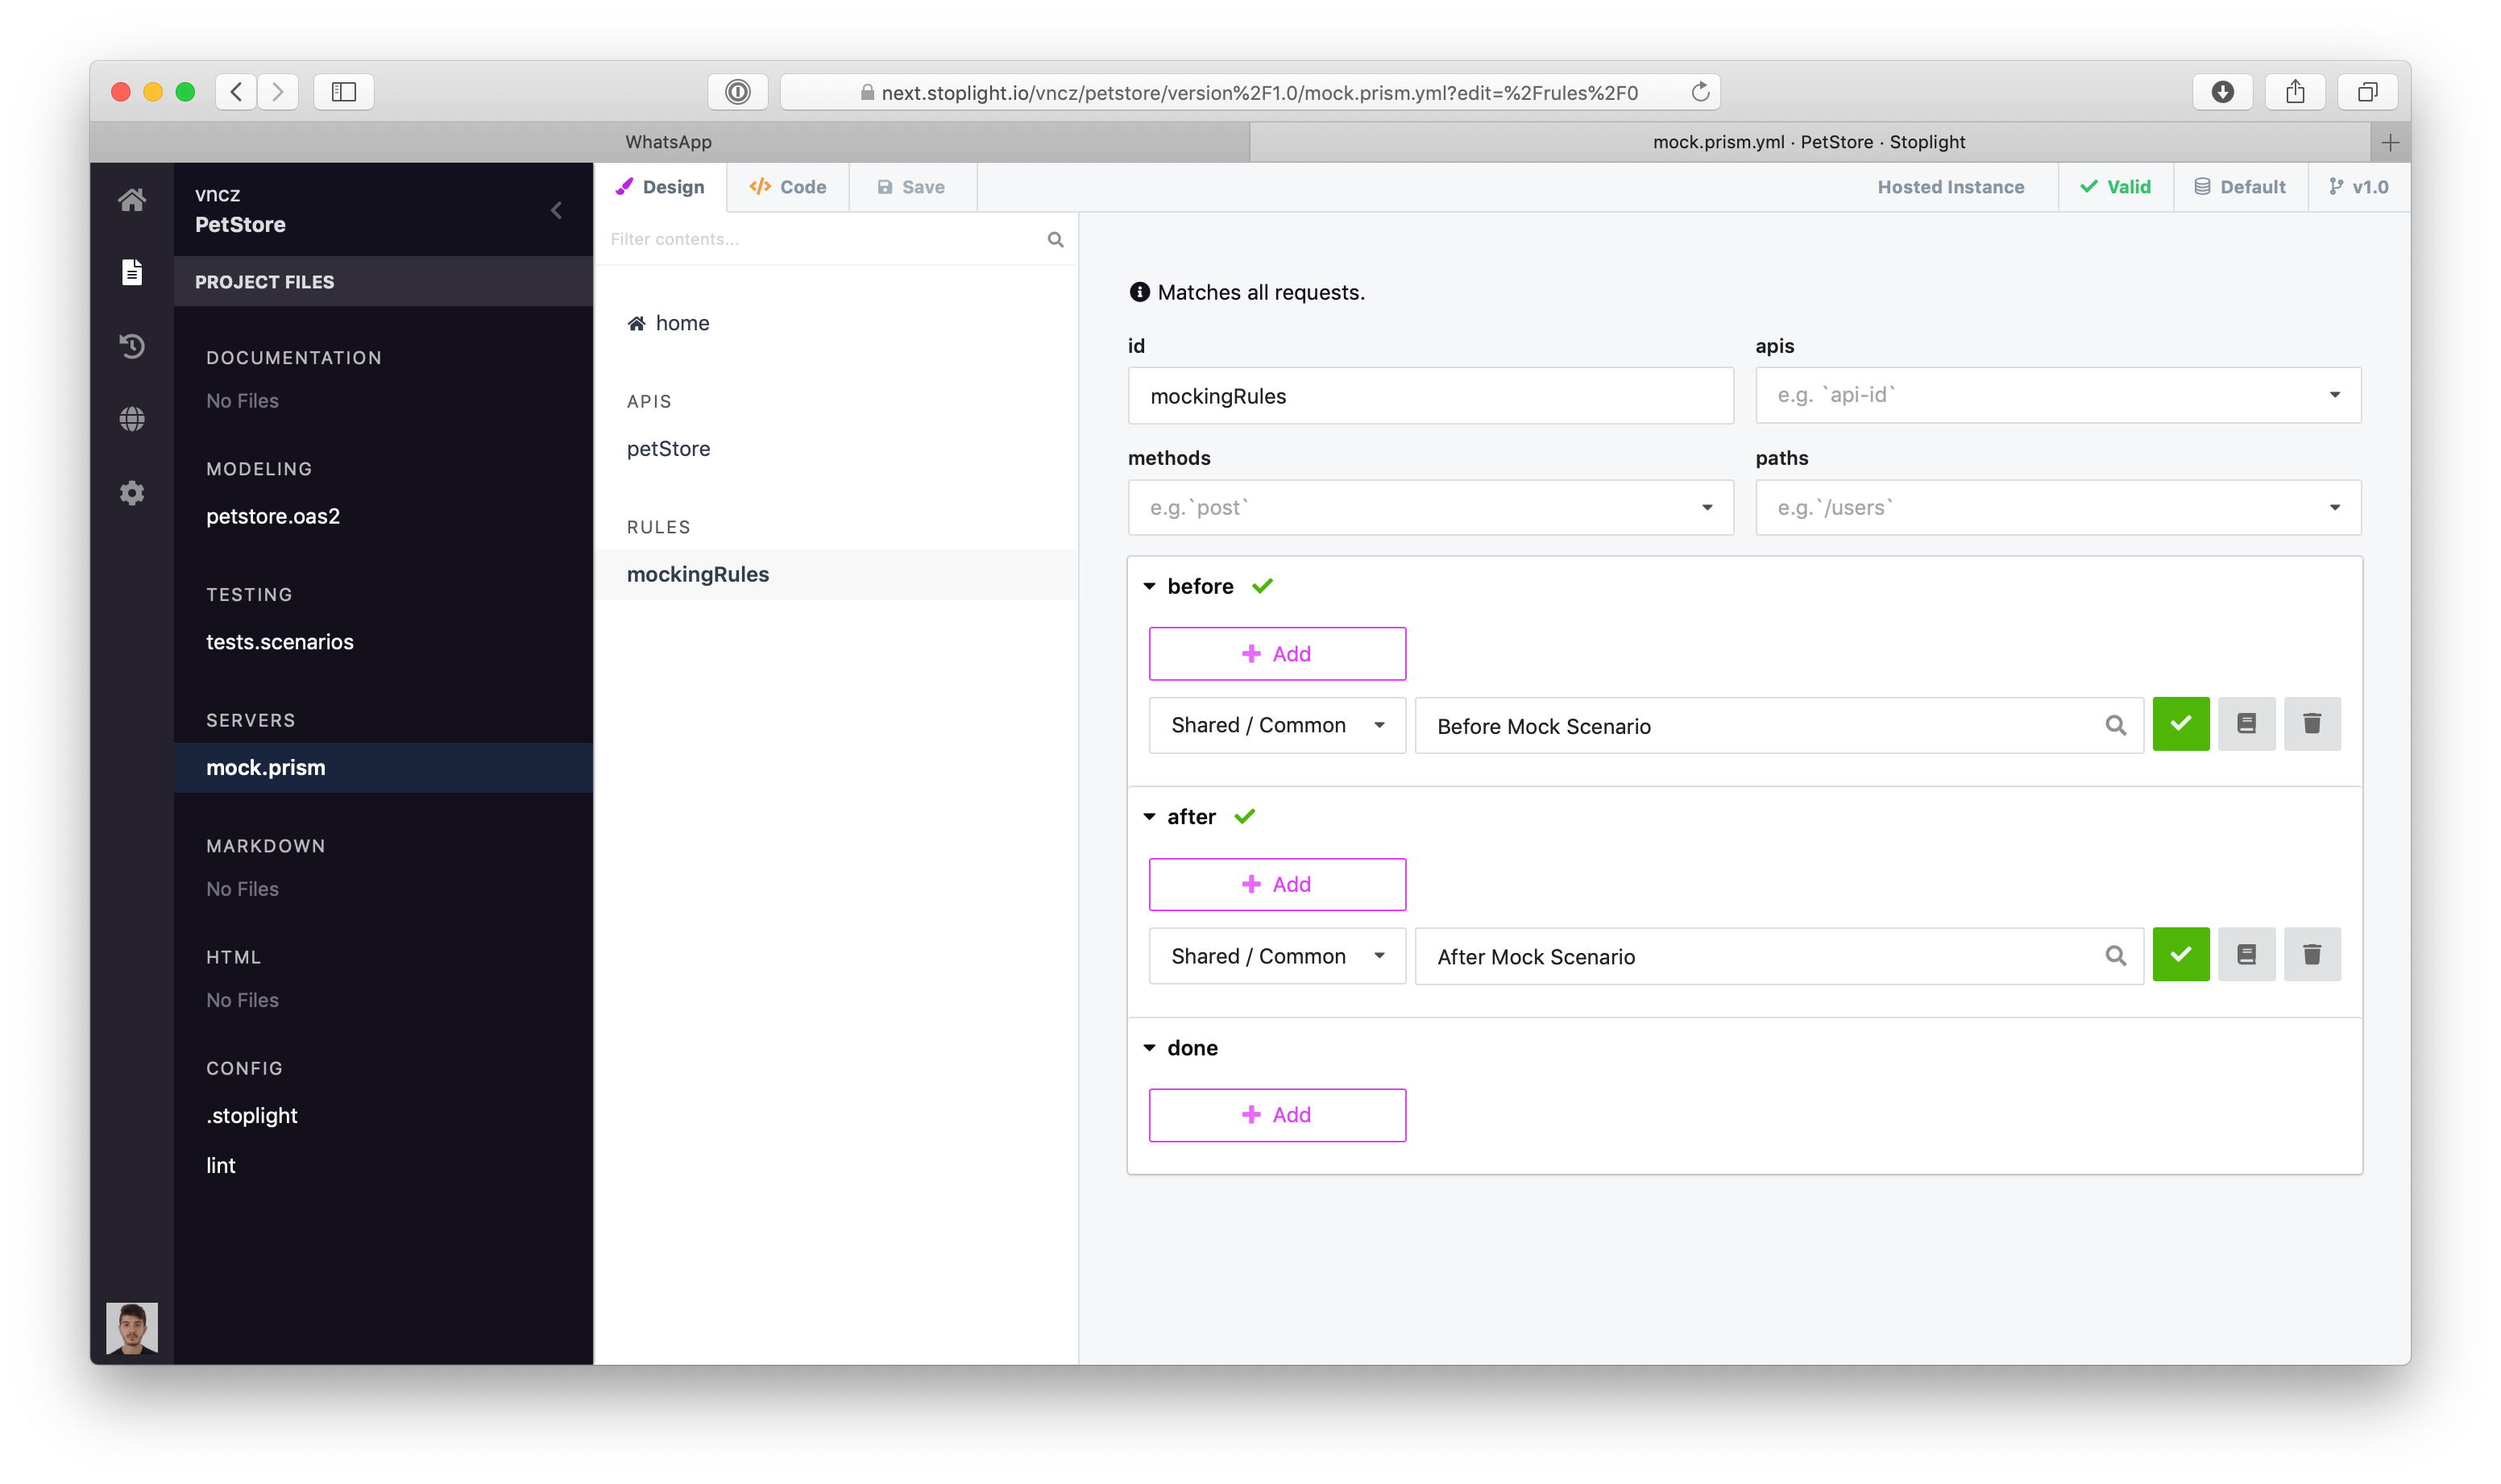 next.stoplight.io/vncz/petstore/version%2F1.0/mock.prism.yml?edit=%2Frules%2F0
WhatsApp
mock.prism.yml · PetStore · Stoplight
vncz
PetStore
PROJECT FILES
DOCUMENTATION
No Files
MODELING
petstore.oas2
TESTING
tests.scenarios
SERVERS
mock.prism
MARKDOWN
No Files
HTML
No Files
CONFIG
.stoplight
lint
Design
Code
Save
Hosted Instance
Valid
Default
v1.0
Filter contents...
home
APIS
petStore
RULES
mockingRules
Matches all requests.
id
apis
mockingRules
e.g. `api-id`
methods
paths
e.g.`post`
e.g.`/users`
before
Add
Shared / Common
Before Mock Scenario
after
Add
Shared / Common
After Mock Scenario
done
Add